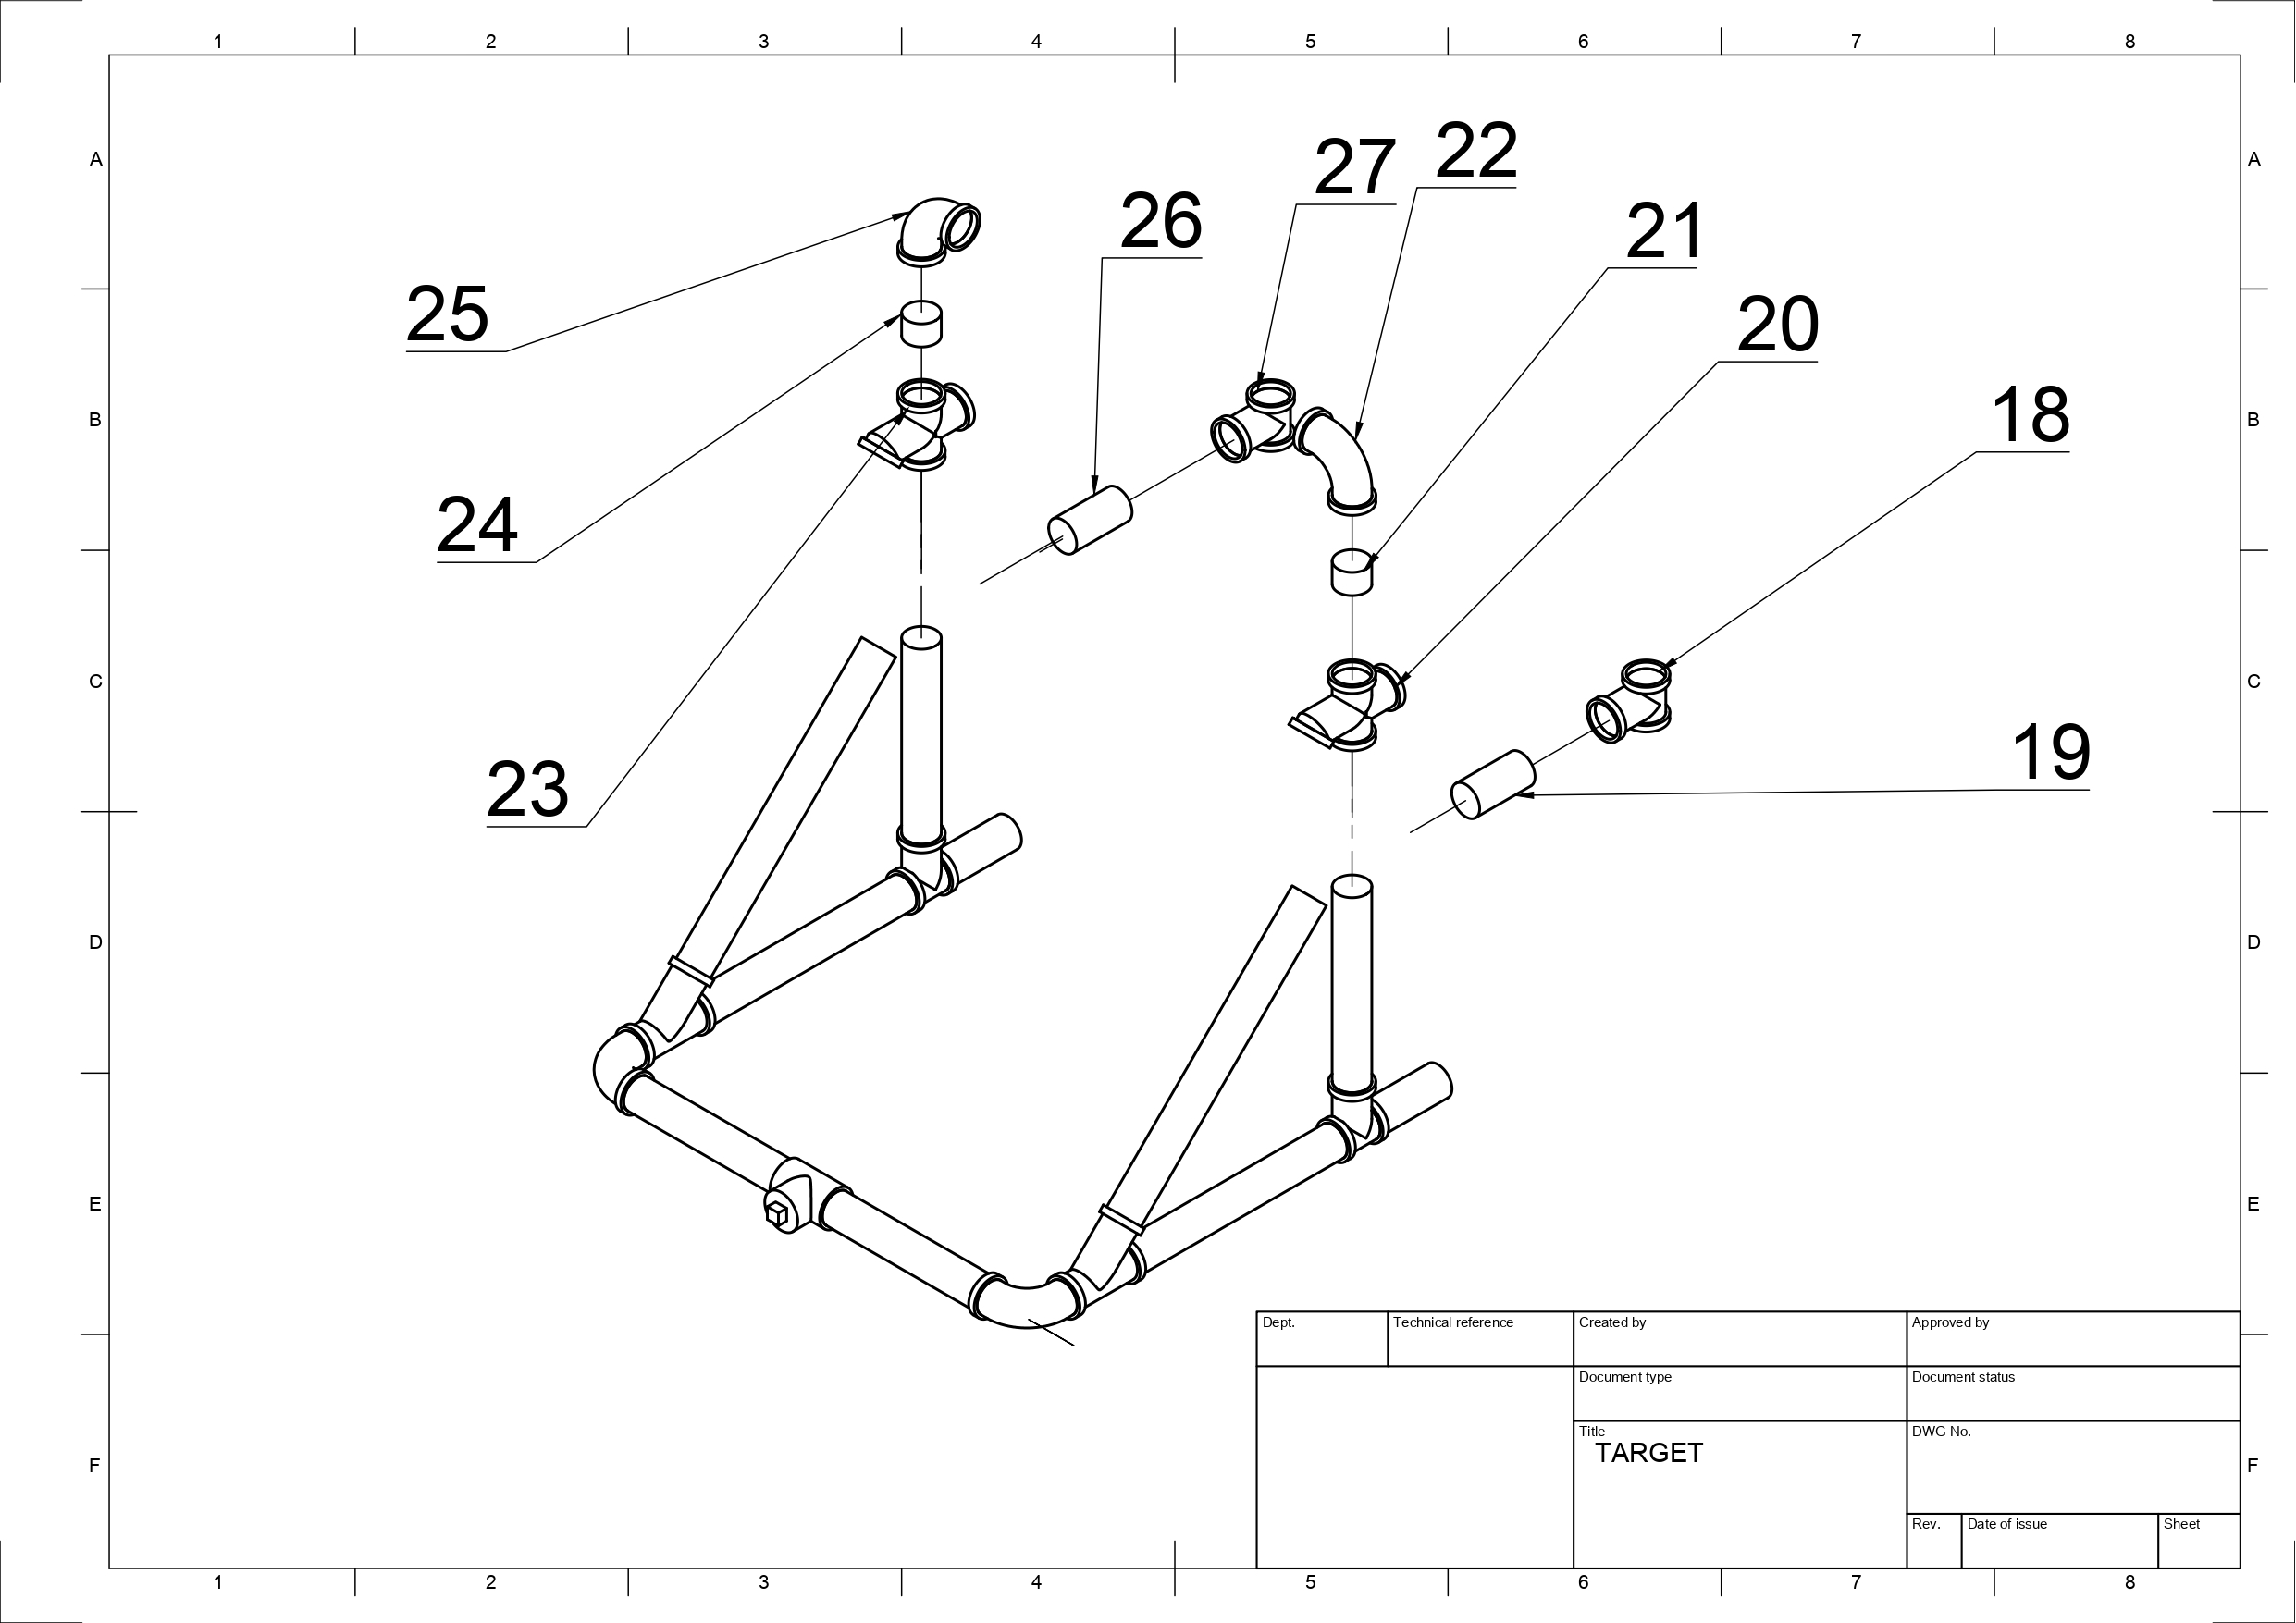 1 2 3 4 5 6 7 8
A A
27 22
26
21
25
20
B B
18
24
C C
19
23
D D
E E
Dept. Technical reference Created by Approved by
Document type Document status
Title DWG No.
TARGET
F F
Rev. Date of issue Sheet
1 2 3 4 5 6 7 8